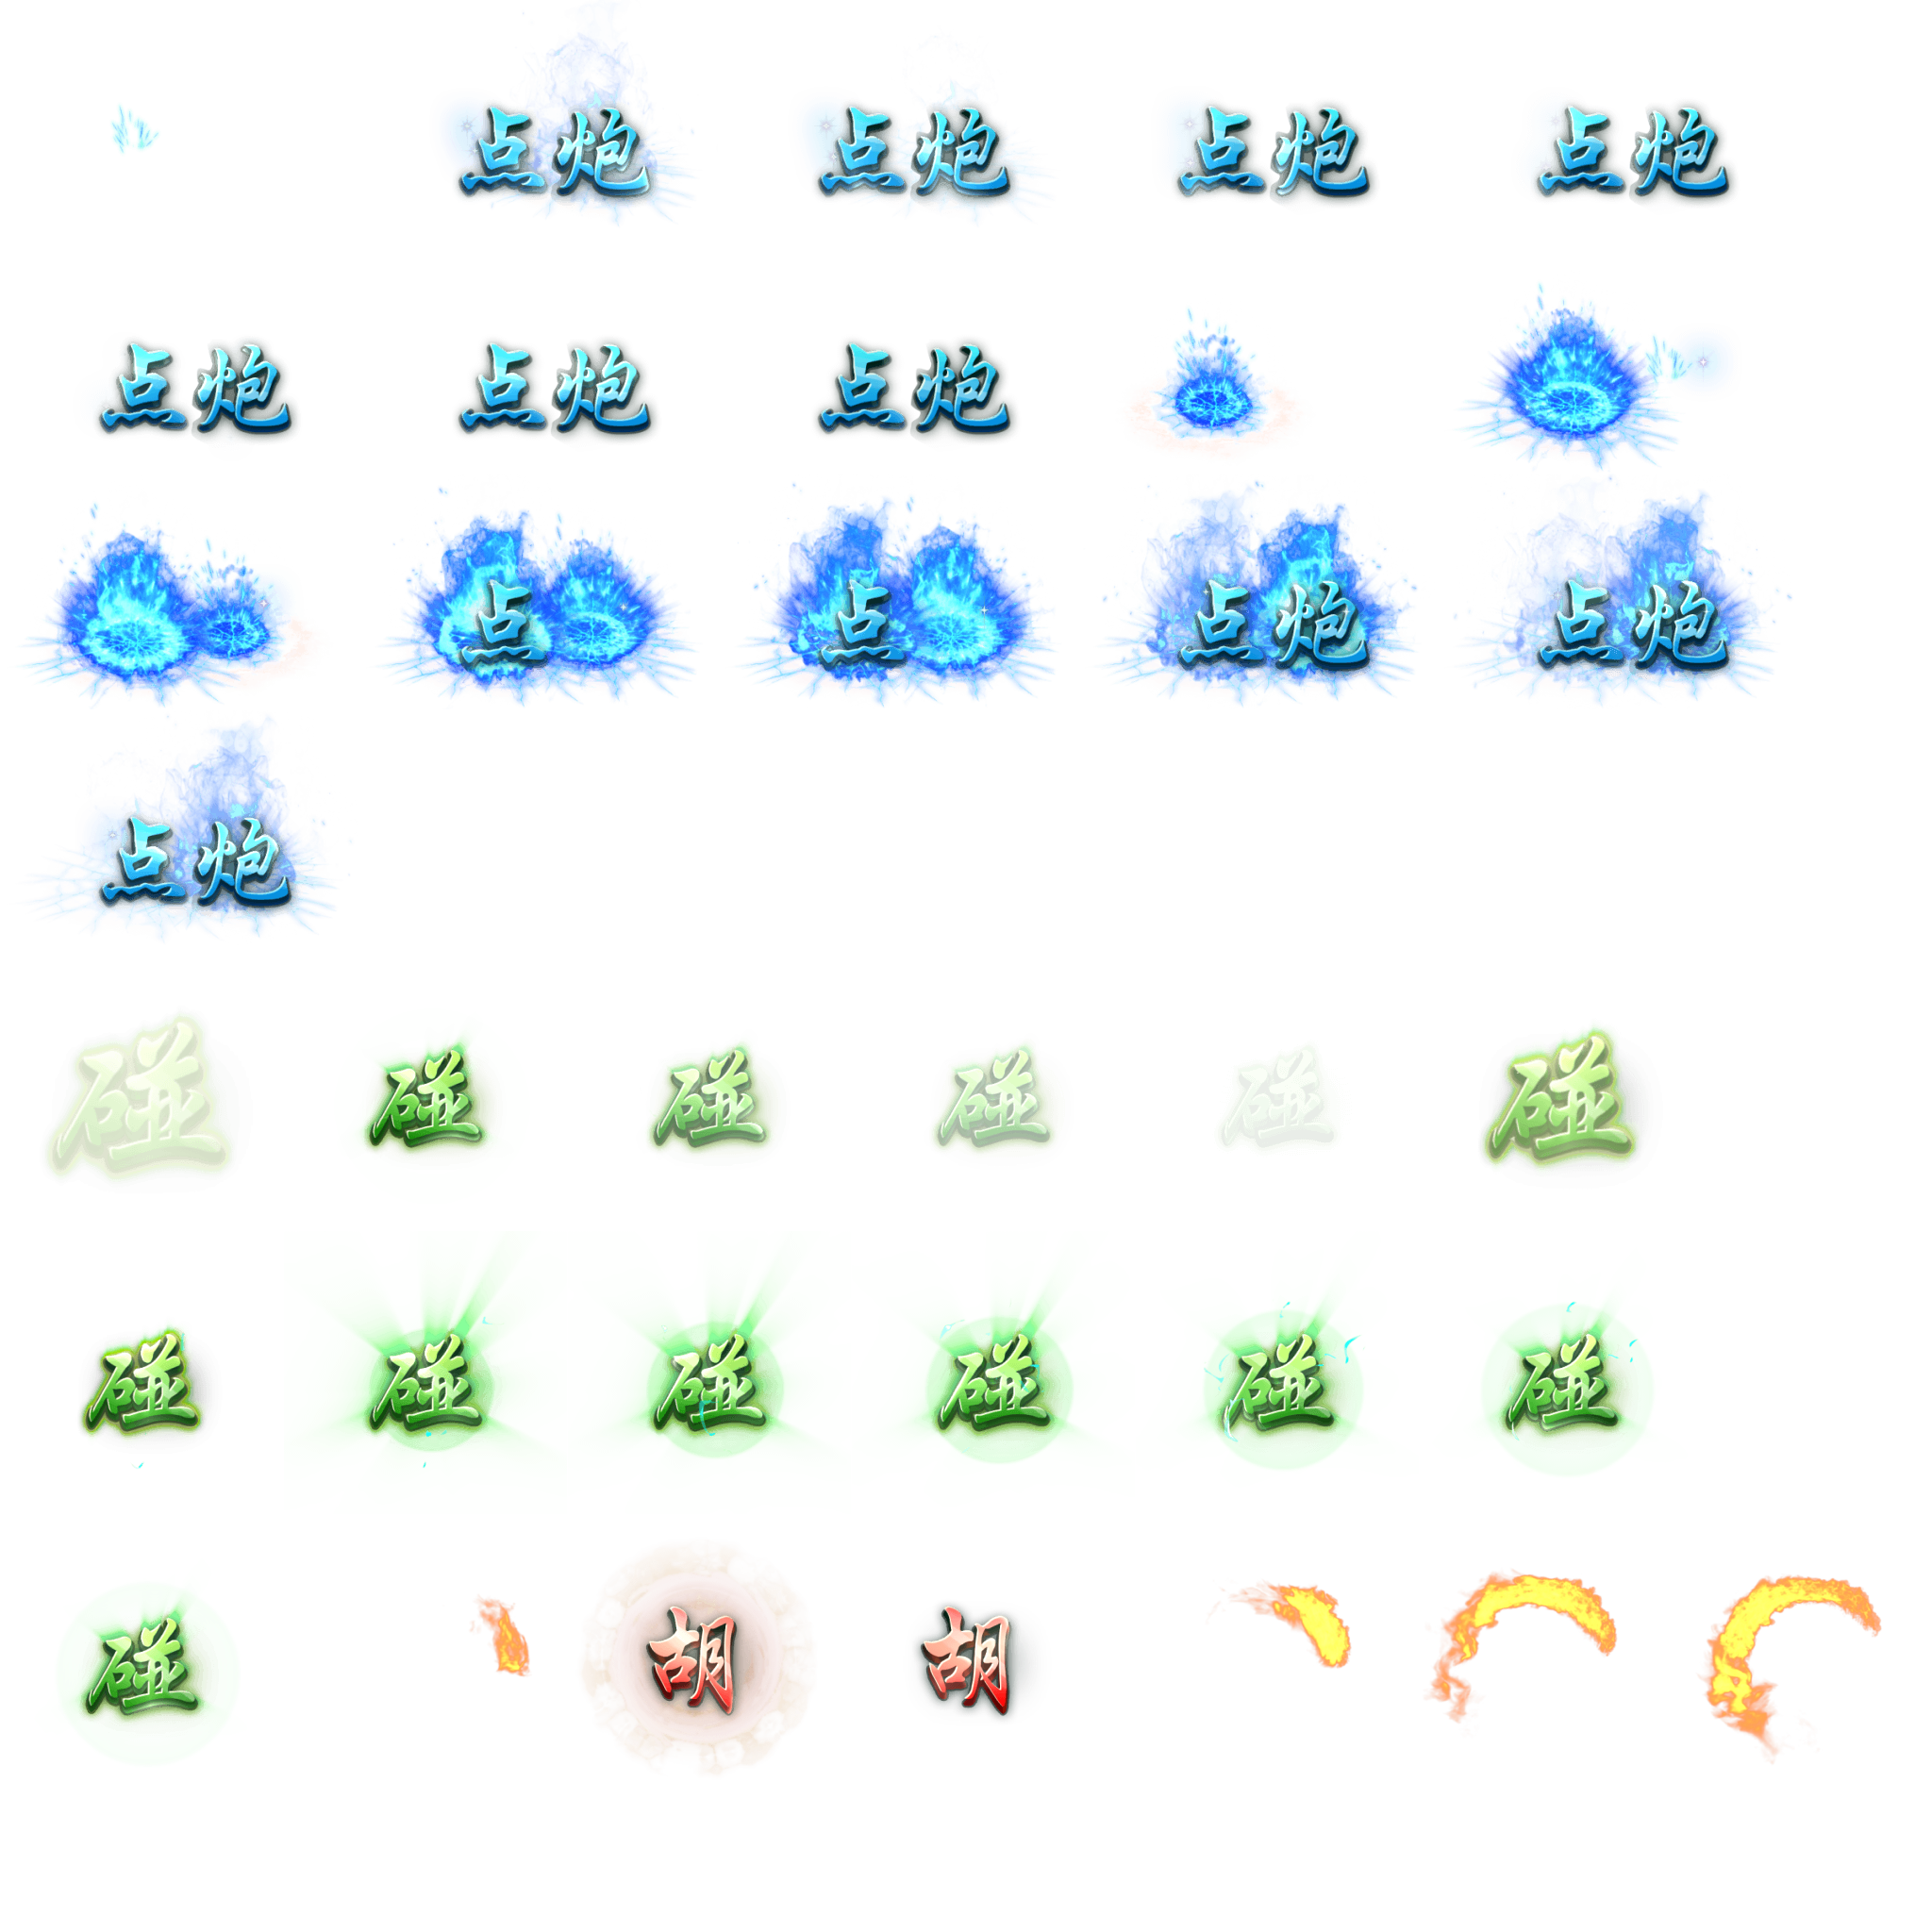 点炮 点炮 点炮 点炮
点炮 点炮 点炮
点 点 点炮 点炮
点炮
碰 碰 碰 碰 碰 碰
碰 碰 碰 碰 碰 碰
碰 胡 胡